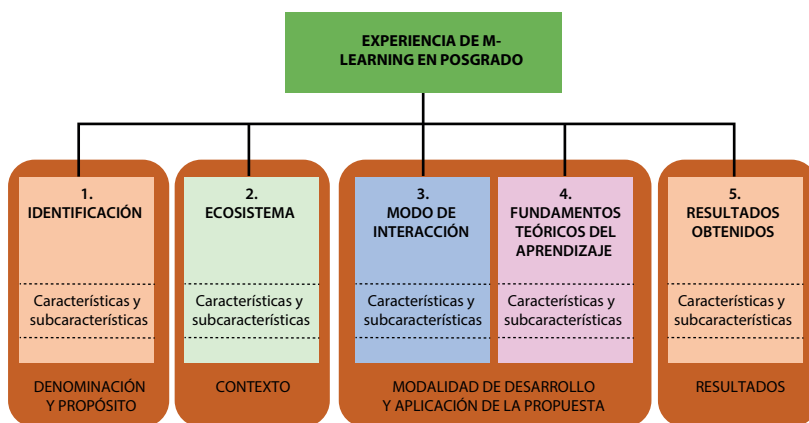 EXPERIENCIA DE M-
LEARNING EN POSGRADO
1.
IDENTIFICACIÓN
Características y
subcaracterísticas
DENOMINACIÓN
Y PROPÓSITO
2.
ECOSISTEMA
Características y
subcaracterísticas
CONTEXTO
3.
MODO DE
INTERACCIÓN
Características y
subcaracterísticas
4.
FUNDAMENTOS
TEÓRICOS DEL
APRENDIZAJE
Características y
subcaracterísticas
MODALIDAD DE DESARROLLO
Y APLICACIÓN DE LA PROPUESTA
5.
RESULTADOS
OBTENIDOS
Características y
subcaracterísticas
RESULTADOS